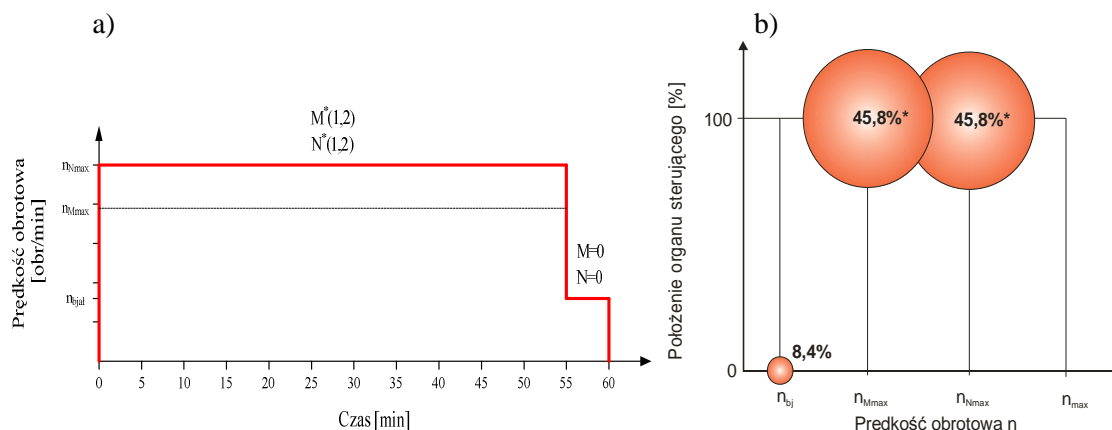 a)
M*(1,2)
N*(1,2)
nNmax
nMmax
nbjał
M=0
N=0
Prędkość obrotowa
[obr/min]
0 5 10 15 20 25 30 35 40 45 50 55 60
Czas [min]
b)
Położenie organu sterującego [%]
100
45,8%* 45,8%*
8,4%
0
nbj nMmax nNmax nmax
Predkość obrotowa n